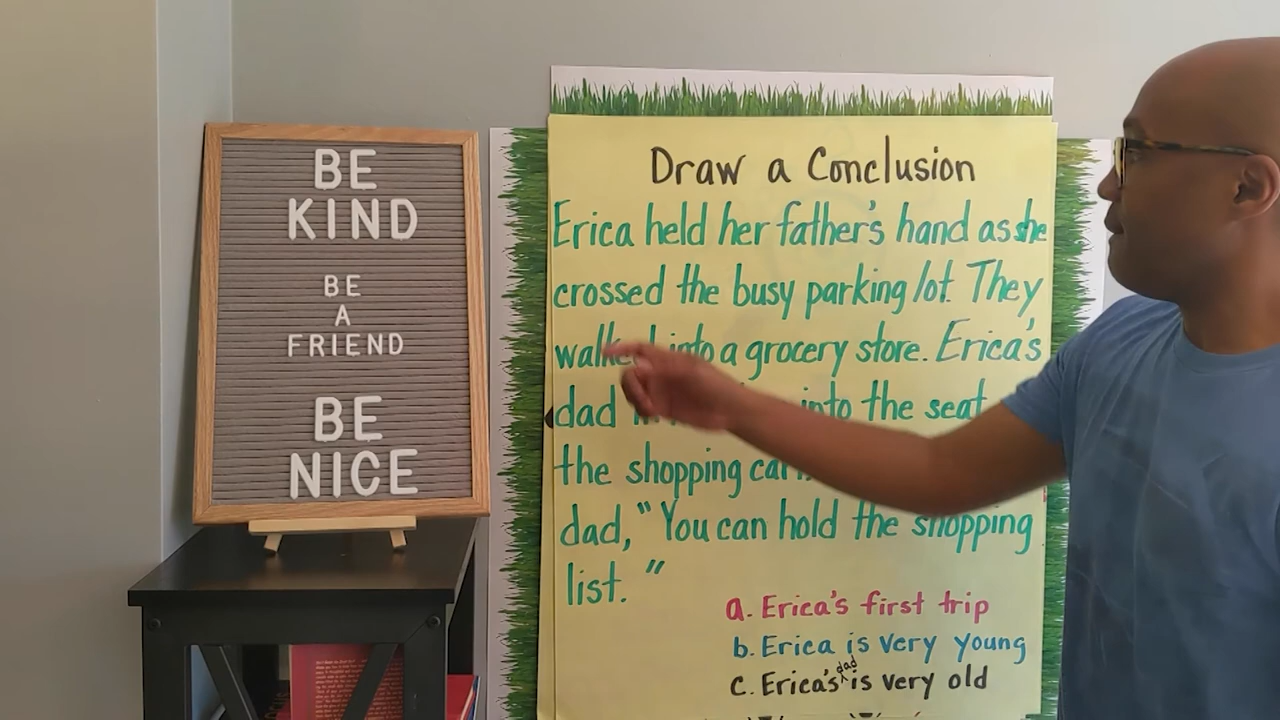 BE
KIND
BE
A
FRIEND
BE
NICE
Draw a Conclusion
Erica held her father's hand as he
crossed the busy parking lot. They
walked into a grocery store. Erica's
dad into the seat
the shopping
dad, "You can hold the shopping
list."
a. Erica's first trip
b. Erica is very young
c. Erica's dad is very old